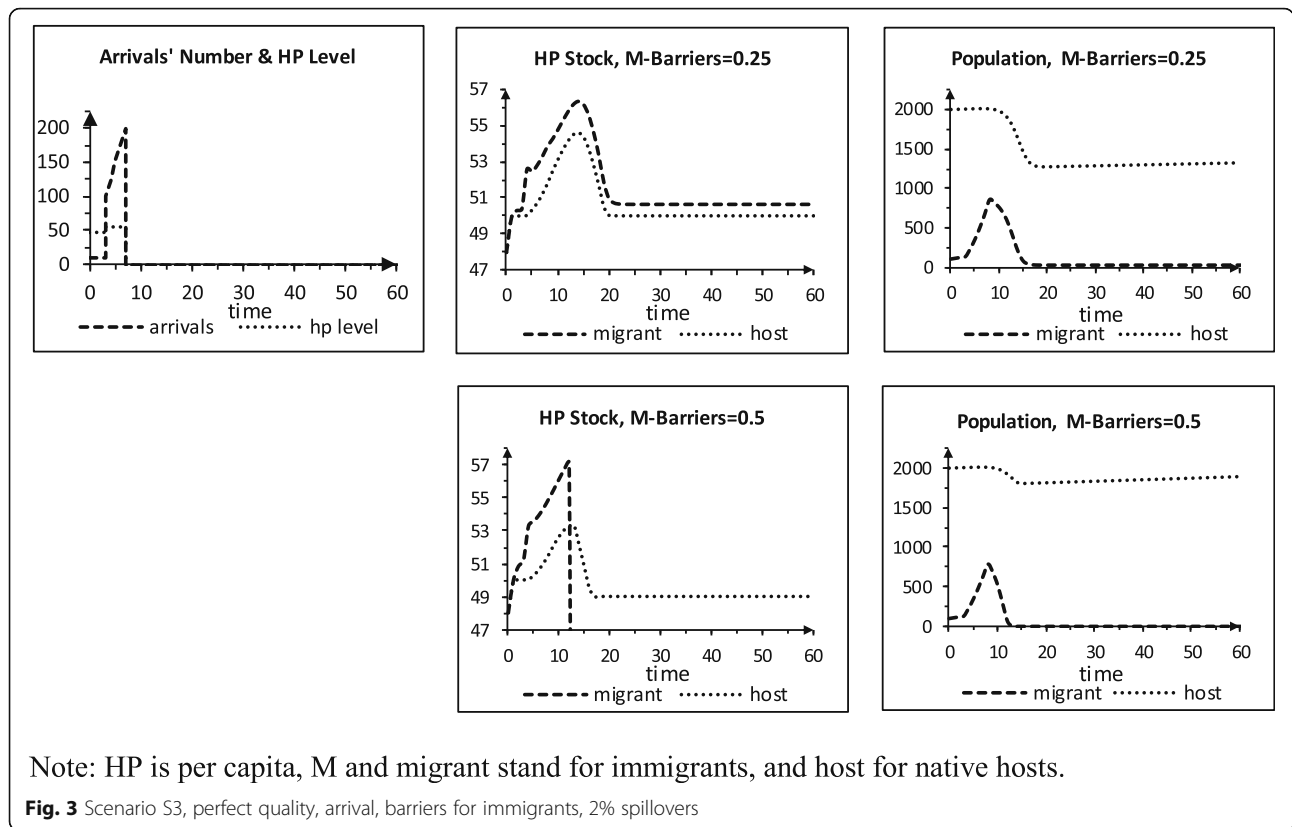 Arrivals' Number & HP Level
200
150
100
50
0
0 10 20 30 40 50 60
time
arrivals hp level
HP Stock, M-Barriers=0.25
57
55
53
51
49
47
0 10 20 30 40 50 60
time
migrant host
Population, M-Barriers=0.25
2000
1500
1000
500
0
0 10 20 30 40 50 60
time
migrant host
HP Stock, M-Barriers=0.5
57
55
53
51
49
47
0 10 20 30 40 50 60
time
migrant host
Population, M-Barriers=0.5
2000
1500
1000
500
0
0 10 20 30 40 50 60
time
migrant host
Note: HP is per capita, M and migrant stand for immigrants, and host for native hosts.
Fig. 3 Scenario S3, perfect quality, arrival, barriers for immigrants, 2% spillovers